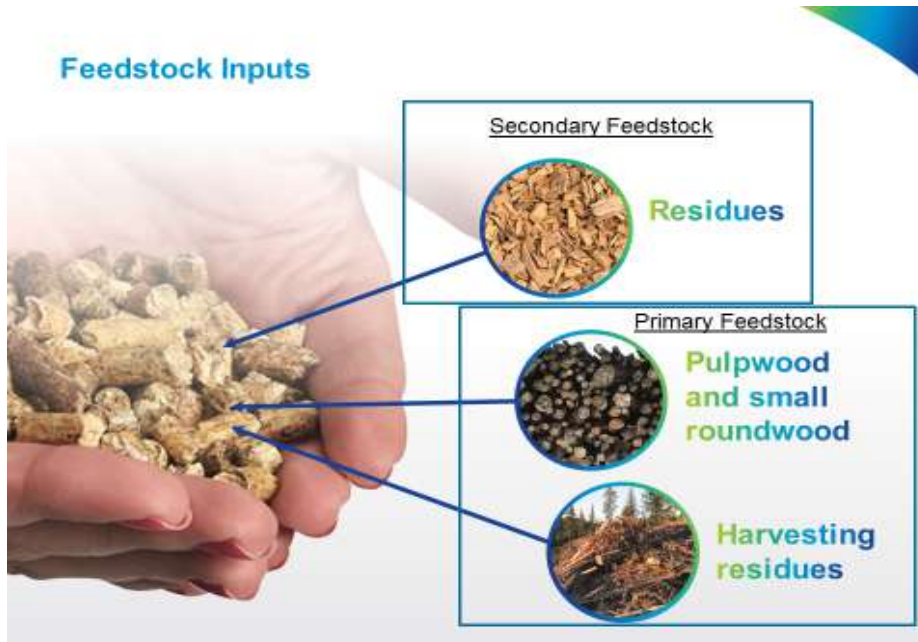 Feedstock Inputs
Secondary Feedstock
Residues
Primary Feedstock
Pulpwood
and small
roundwood
Harvesting
residues